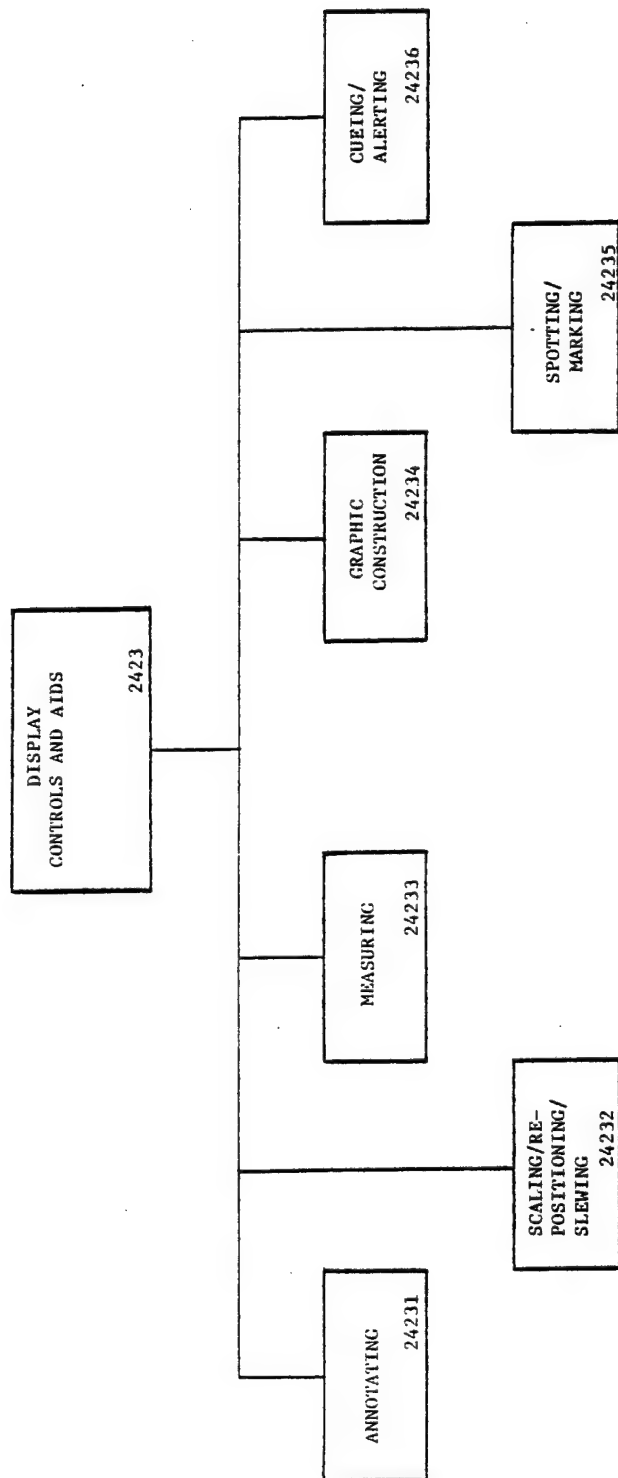 DISPLAY
CONTROLS AND AIDS
2423
ANNOTATING
24231
SCALING/RE-
POSITIONING/
SLEWING
24232
MEASURING
24233
GRAPHIC
CONSTRUCTION
24234
SPOTTING/
MARKING
24235
CUEING/
ALERTING
24236